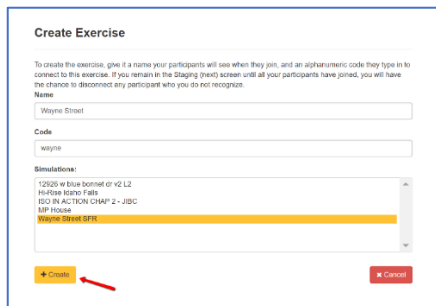 Create Exercise
To create the exercise, give it a name your participants will see when they join, and an alphanumeric code they type in to
connect to this exercise. If you remain in the Staging (next) screen until all your participants have joined, you will have
the chance to disconnect any participant who you do not recognize.
Name
Wayne Street
Code
wayne
Simulations:
12926 w blue bonnet dr v2 L2
Hi-Rise Idaho Falls
ISO IN ACTION CHAP 2 - JIBC
MP House
Wayne Street SFR
+ Create
× Cancel